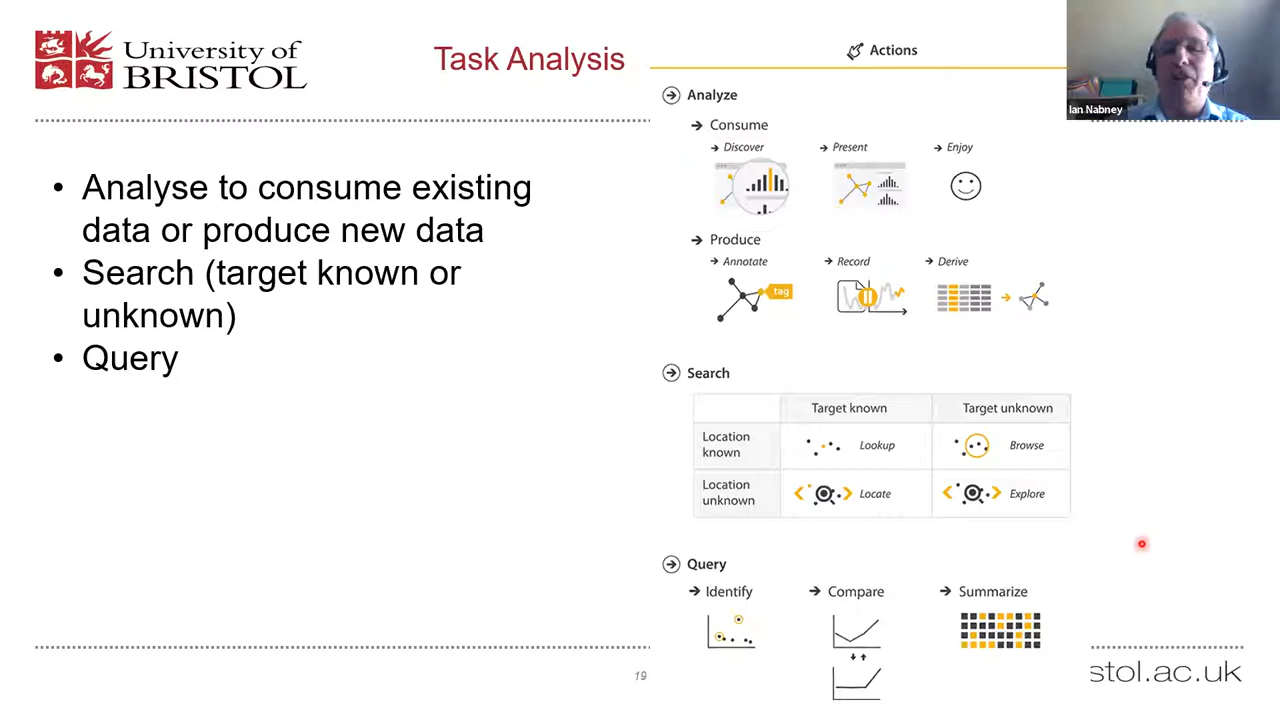 University of
BRISTOL
Task Analysis
• Analyse to consume existing
data or produce new data
• Search (target known or
unknown)
• Query
Actions
Analyze
Consume
Discover
Present
Enjoy
Produce
Annotate
Record
Derive
tag
Search
Target known
Target unknown
Location
known
Lookup
Browse
Location
unknown
Locate
Explore
Query
Identify
Compare
Summarize
19
stol.ac.uk
Ian Nabney